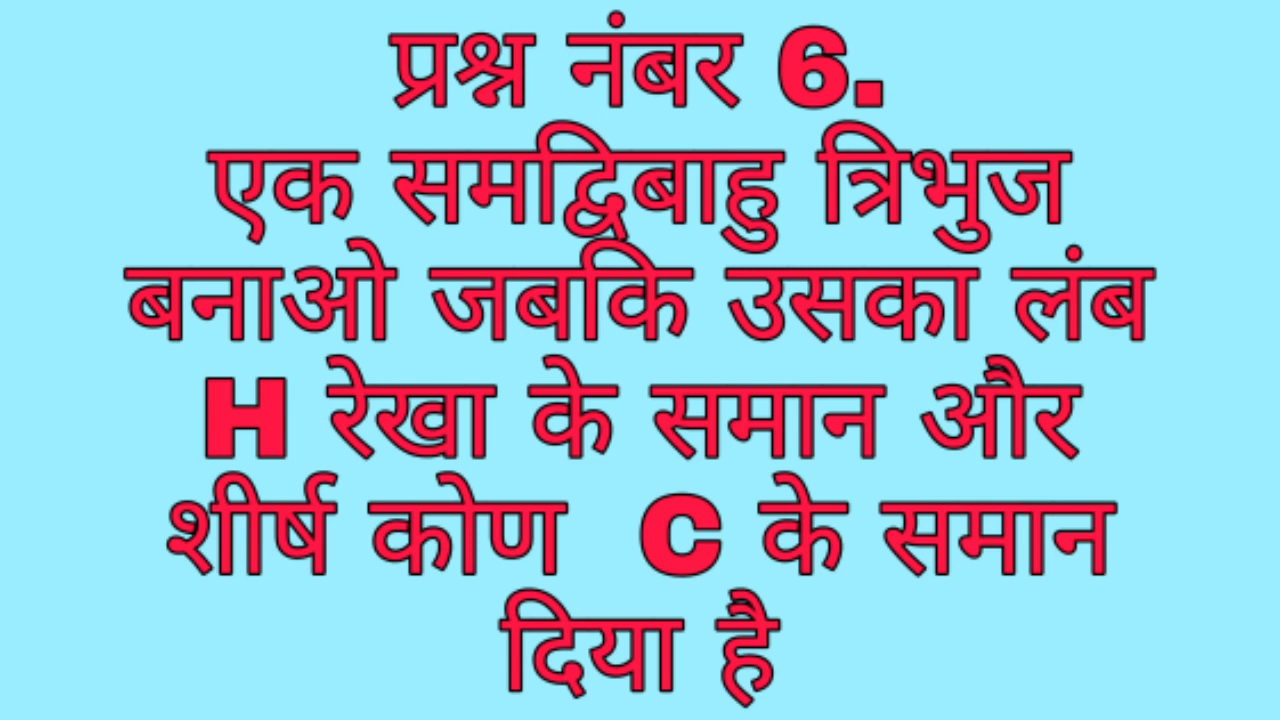 प्रश्न नंबर 6.
एक समद्विबाहु त्रिभुज
बनाओ जबकि उसका लंब
H रेखा के समान और
शीर्ष कोण C के समान
दिया है